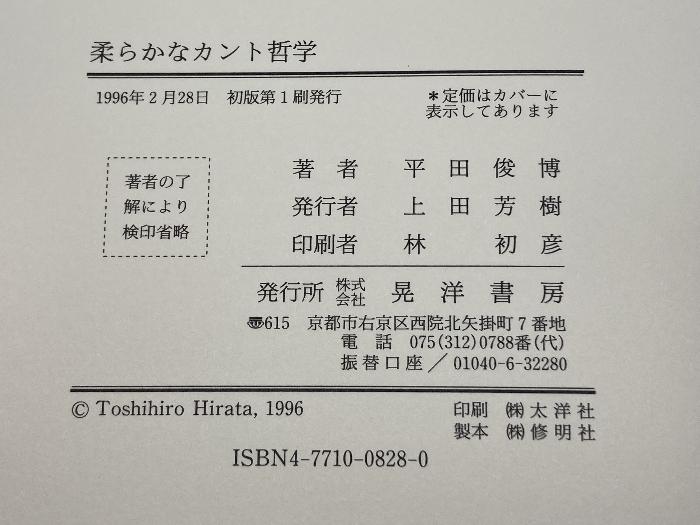 柔らかなカント哲学
1996年2月28日 初版第1刷発行
＊定価はカバーに
表示してあります
著者の了
解により
検印省略
著者 平田俊博
発行者 上田芳樹
印刷者 林初彦
発行所 株式会社 晃洋書房
〠615 京都市右京区西院北矢掛町7番地
電話 075(312)0788番(代)
振替口座／01040-6-32280
© Toshihiro Hirata, 1996
印刷 ㈱太洋社
製本 ㈱修明社
ISBN4-7710-0828-0